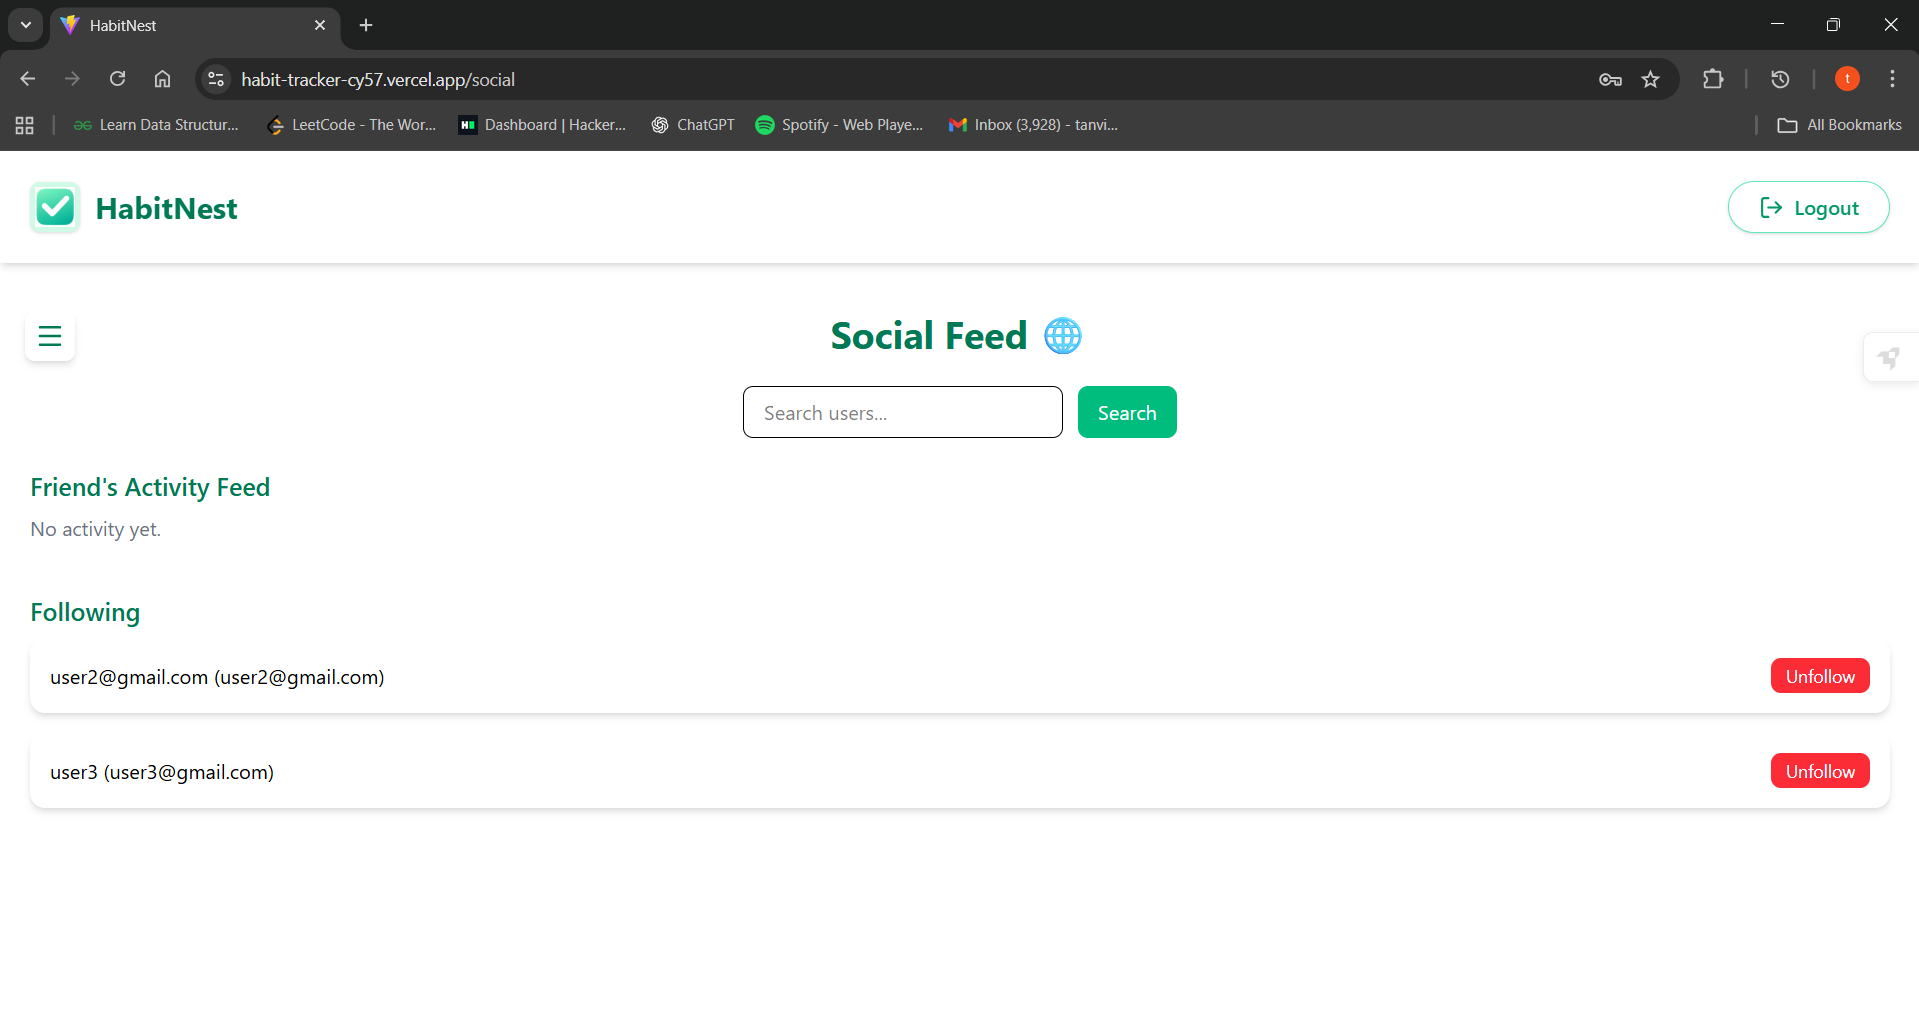 HabitNest
habit-tracker-cy57.vercel.app/social
t
Learn Data Structur...
LeetCode - The Wor...
Dashboard | Hacker...
ChatGPT
Spotify - Web Playe...
Inbox (3,928) - tanvi...
All Bookmarks
HabitNest
Logout
Social Feed
Search users...
Search
Friend's Activity Feed
No activity yet.
Following
user2@gmail.com (user2@gmail.com)
Unfollow
user3 (user3@gmail.com)
Unfollow